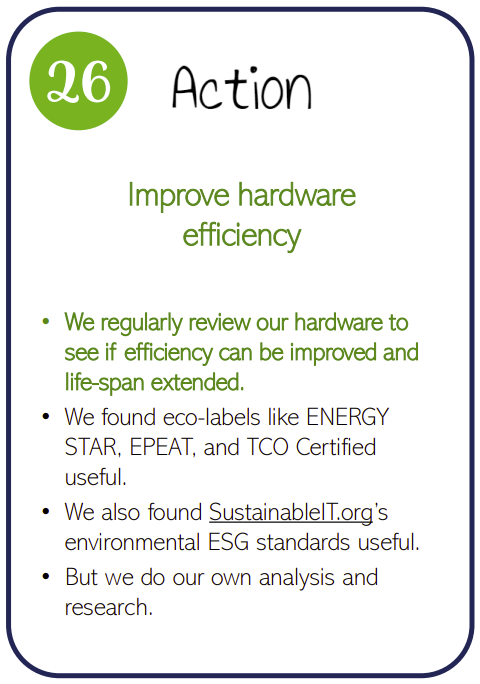 26
Action
Improve hardware
efficiency
• We regularly review our hardware to
see if efficiency can be improved and
life-span extended.
• We found eco-labels like ENERGY
STAR, EPEAT, and TCO Certified
useful.
• We also found SustainableIT.org's
environmental ESG standards useful.
• But we do our own analysis and
research.